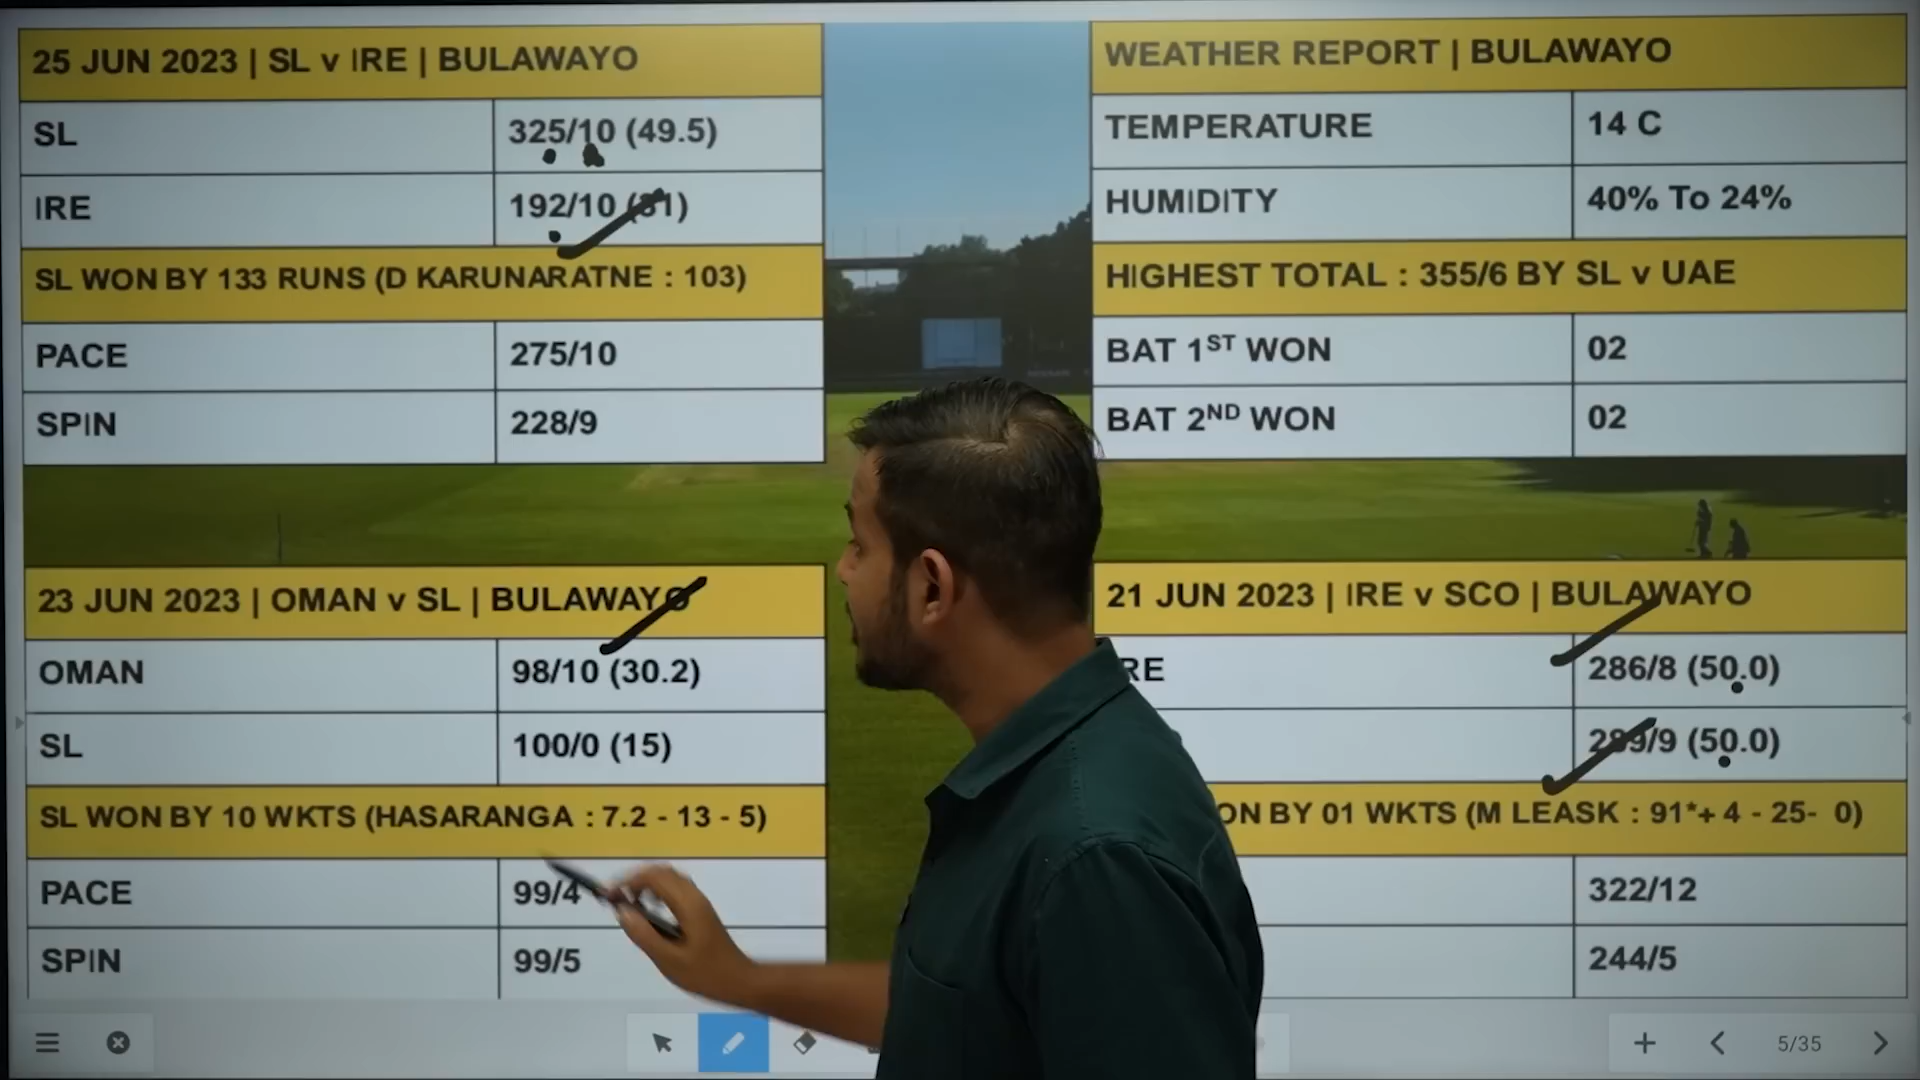 25 JUN 2023 | SL v IRE | BULAWAYO
SL 325/10 (49.5)
IRE 192/10 (31)
SL WON BY 133 RUNS (D KARUNARATNE : 103)
PACE 275/10
SPIN 228/9
WEATHER REPORT | BULAWAYO
TEMPERATURE 14 C
HUMIDITY 40% To 24%
HIGHEST TOTAL : 355/6 BY SL v UAE
BAT 1ST WON 02
BAT 2ND WON 02
23 JUN 2023 | OMAN v SL | BULAWAYO
OMAN 98/10 (30.2)
SL 100/0 (15)
SL WON BY 10 WKTS (HASARANGA : 7.2 - 13 - 5)
PACE 99/4
SPIN 99/5
21 JUN 2023 | IRE v SCO | BULAWAYO
RE 286/8 (50.0)
289/9 (50.0)
ON BY 01 WKTS (M LEASK : 91*+ 4 - 25- 0)
322/12
244/5
5/35